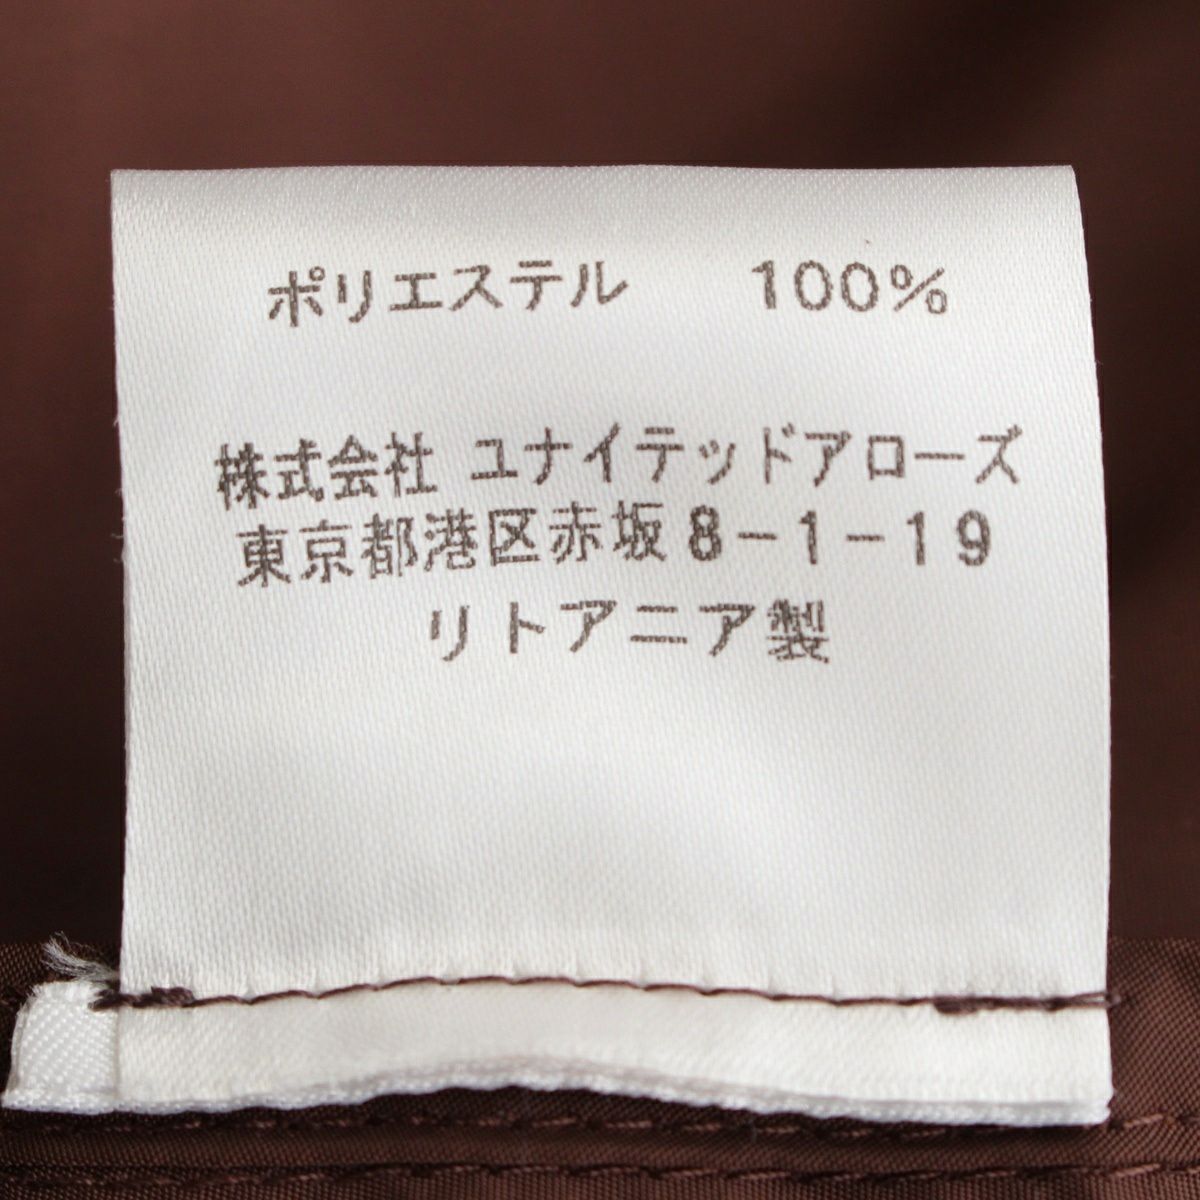 ポリエステル 100%
株式会社 ユナイテッドアローズ
東京都港区赤坂8-1-19
リトアニア製